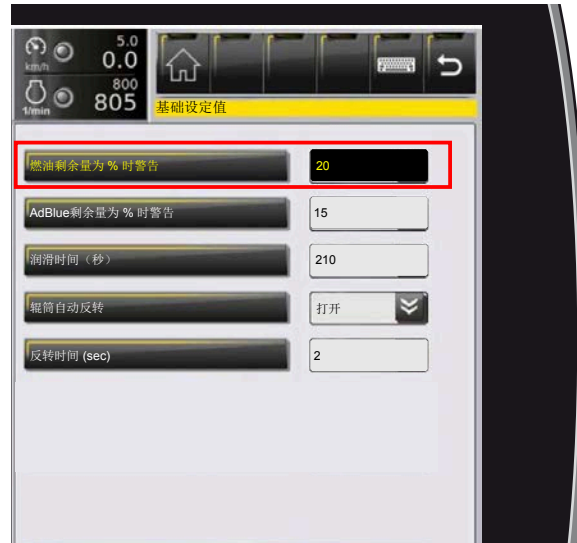 5.0
km/h 0.0
800
1/min 805
基础设定值
燃油剩余量为 % 时警告 20
AdBlue剩余量为 % 时警告 15
润滑时间（秒） 210
辊筒自动反转 打开
反转时间 (sec) 2